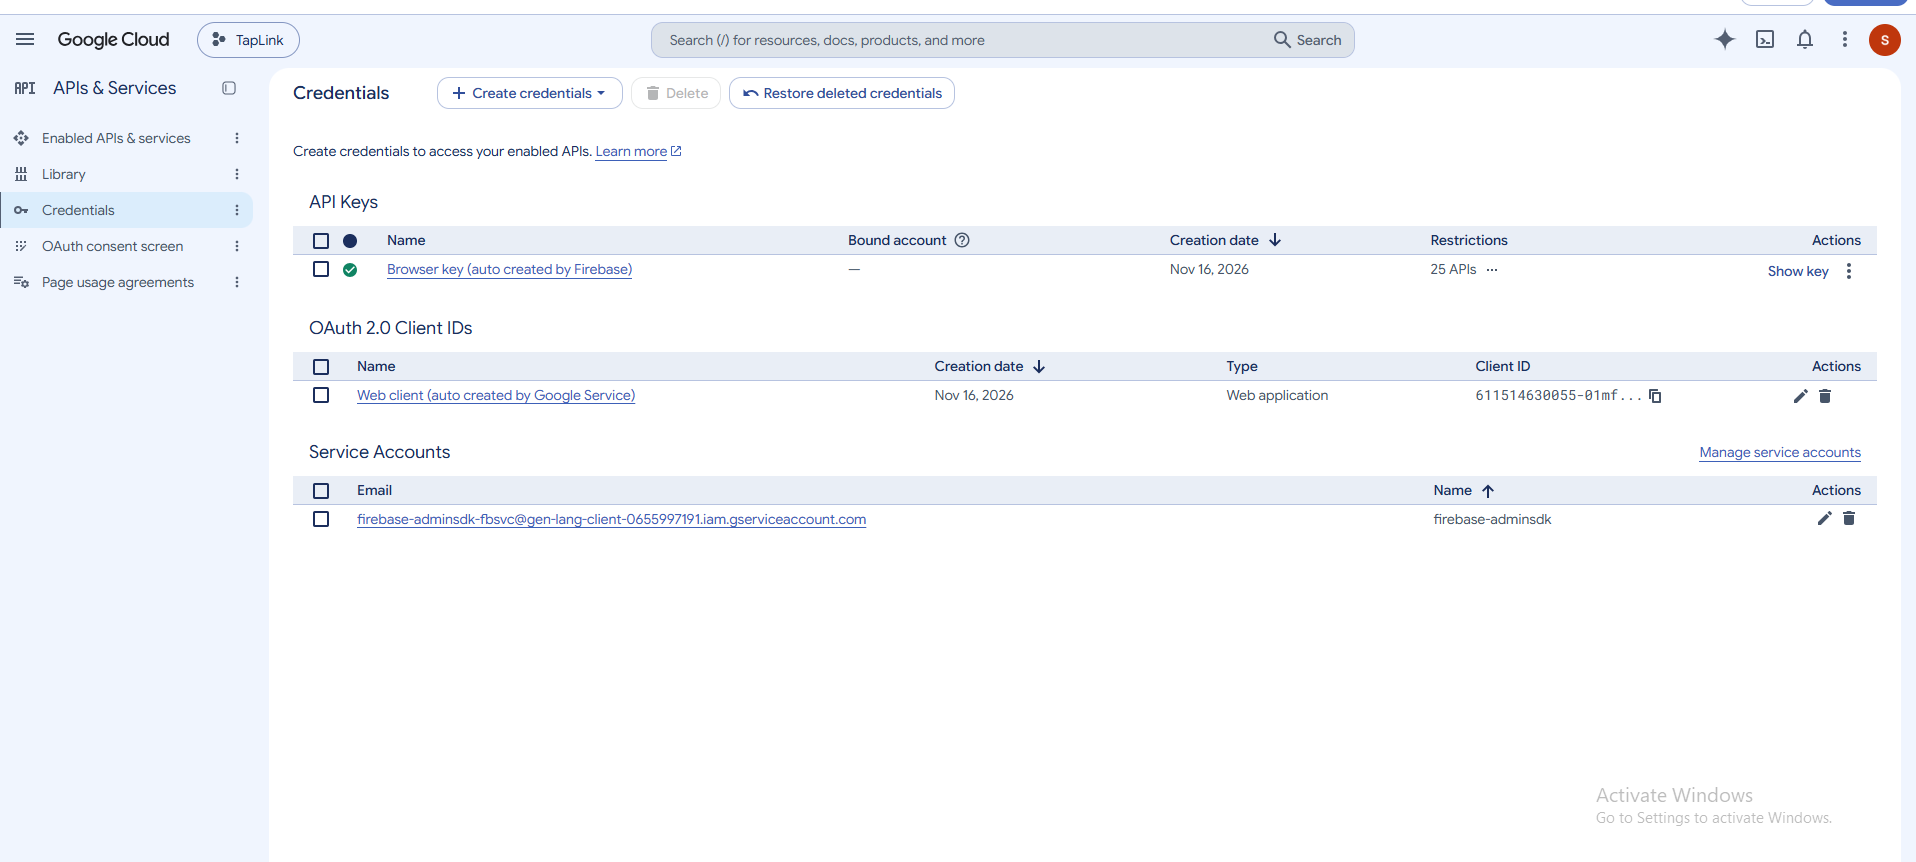 Google Cloud
TapLink
Search (/) for resources, docs, products, and more
Search
S
API APIs & Services
Enabled APIs & services
Library
Credentials
OAuth consent screen
Page usage agreements
Credentials
Create credentials
Delete
Restore deleted credentials
Create credentials to access your enabled APIs. Learn more
API Keys
Name Bound account Creation date Restrictions Actions
Browser key (auto created by Firebase) — Nov 16, 2026 25 APIs ... Show key
OAuth 2.0 Client IDs
Name Creation date Type Client ID Actions
Web client (auto created by Google Service) Nov 16, 2026 Web application 611514630055-01mf...
Service Accounts
Manage service accounts
Email Name Actions
firebase-adminsdk-fbsvc@gen-lang-client-0655997191.iam.gserviceaccount.com firebase-adminsdk
Activate Windows
Go to Settings to activate Windows.